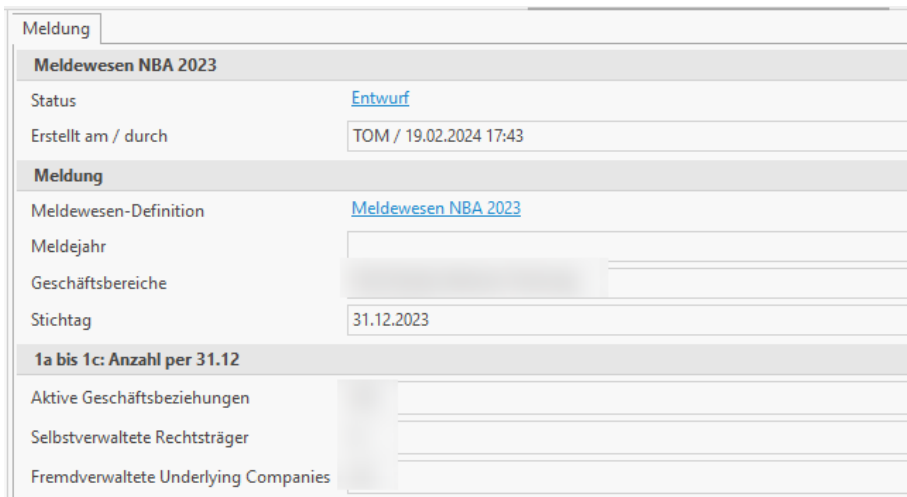 Meldung
Meldewesen NBA 2023
Status Entwurf
Erstellt am / durch TOM / 19.02.2024 17:43
Meldung
Meldewesen-Definition Meldewesen NBA 2023
Meldejahr
Geschäftsbereiche
Stichtag 31.12.2023
1a bis 1c: Anzahl per 31.12
Aktive Geschäftsbeziehungen
Selbstverwaltete Rechtsträger
Fremdverwaltete Underlying Companies